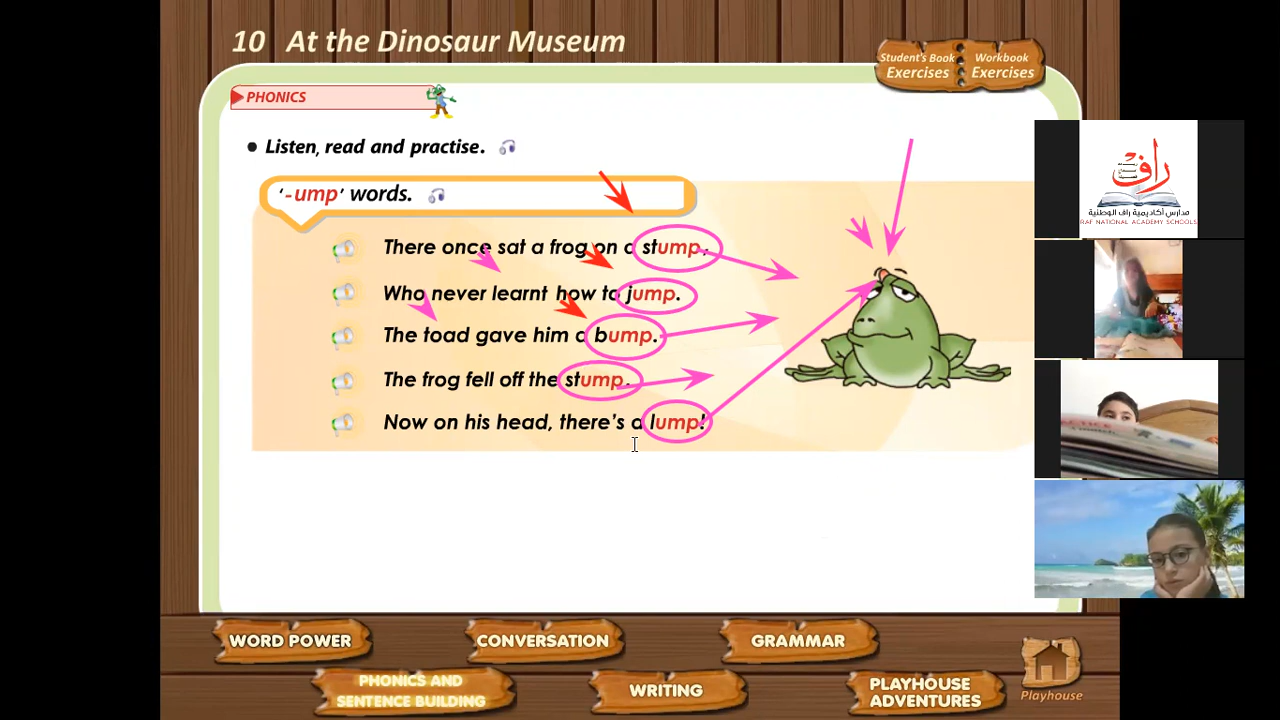 10 At the Dinosaur Museum
Student's Book Exercises
Workbook Exercises
PHONICS
• Listen, read and practise.
'-ump' words.
There once sat a frog on a stump,
Who never learnt how to jump.
The toad gave him a bump.
The frog fell off the stump.
Now on his head, there's a lump!
راف
مدارس أكاديمية راف الوطنية
RAF NATIONAL ACADEMY SCHOOLS
WORD POWER
CONVERSATION
GRAMMAR
PHONICS AND
SENTENCE BUILDING
WRITING
PLAYHOUSE
ADVENTURES
Playhouse